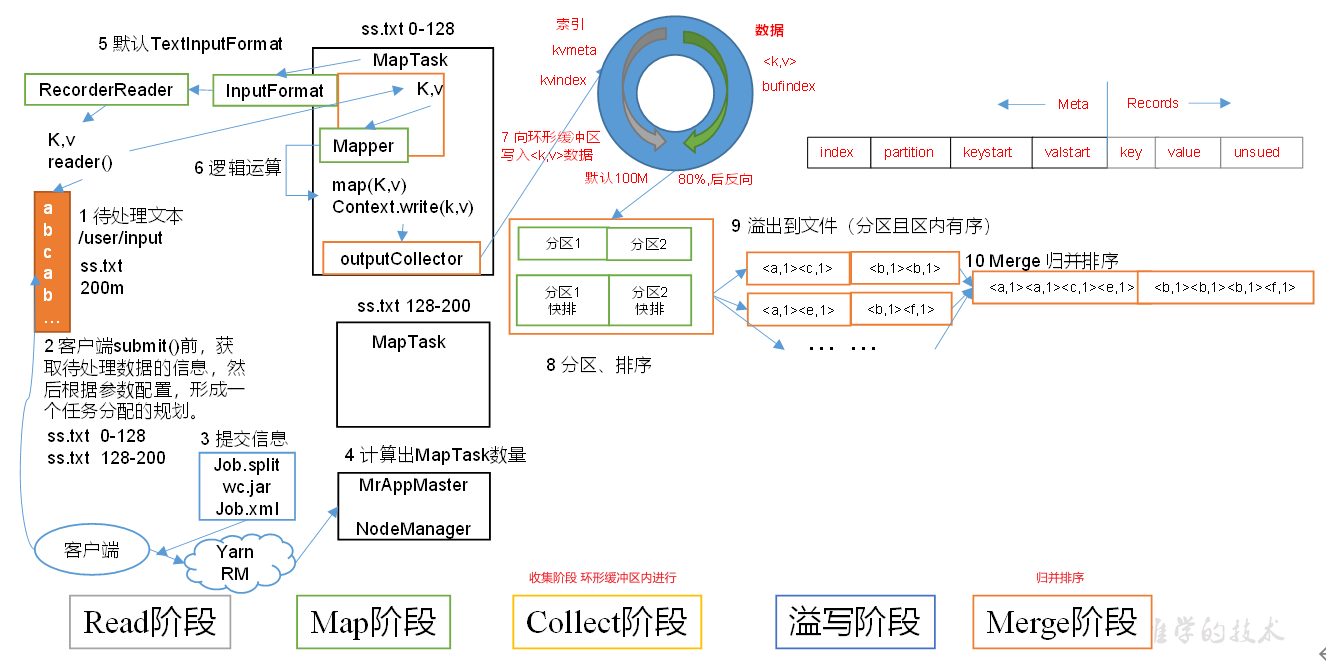 5 默认TextInputFormat
RecorderReader
InputFormat
K,v
reader()
6 逻辑运算
a
b
c
a
b
...
1 待处理文本
/user/input
ss.txt
200m
2 客户端submit()前，获
取待处理数据的信息，然
后根据参数配置，形成一
个任务分配的规划。
ss.txt 0-128
ss.txt 128-200
3 提交信息
Job.split
wc.jar
Job.xml
客户端
Yarn
RM
ss.txt 0-128
MapTask
K,v
Mapper
map(K,v)
Context.write(k,v)
outputCollector
ss.txt 128-200
MapTask
4 计算出MapTask数量
MrAppMaster
NodeManager
索引
kvmeta
kvindex
数据
<k,v>
bufindex
7 向环形缓冲区
写入<k,v>数据
默认100M
80%,后反向
Meta
Records
index partition keystart valstart key value unsued
分区1 分区2
分区1
快排
分区2
快排
8 分区、排序
9 溢出到文件（分区且区内有序）
<a,1><c,1> <b,1><b,1>
<a,1><e,1> <b,1><f,1>
... ...
10 Merge 归并排序
<a,1><a,1><c,1><e,1> <b,1><b,1><b,1><f,1>
收集阶段 环形缓冲区内进行
归并排序
Read阶段
Map阶段
Collect阶段
溢写阶段
Merge阶段
学的技术